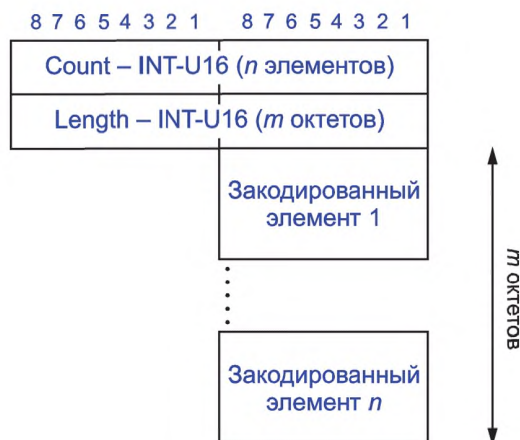 8 7 6 5 4 3 2 1 8 7 6 5 4 3 2 1
Count – INT-U16 (n элементов)
Length – INT-U16 (m октетов)
Закодированный
элемент 1
m октетов
Закодированный
элемент n